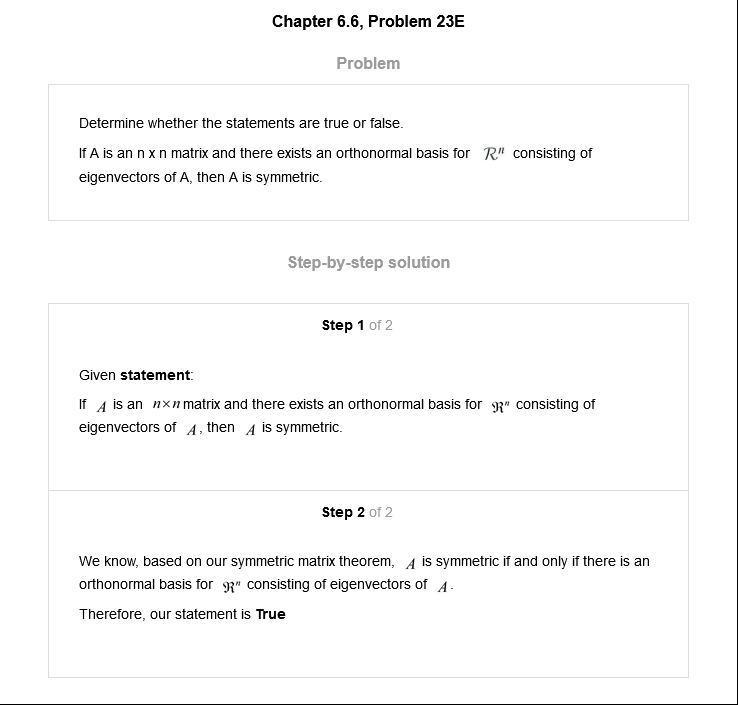 Chapter 6.6, Problem 23E
Problem
Determine whether the statements are true or false.
If A is an n x n matrix and there exists an orthonormal basis for ℛⁿ consisting of
eigenvectors of A, then A is symmetric.
Step-by-step solution
Step 1 of 2
Given statement:
If A is an n×n matrix and there exists an orthonormal basis for ℜⁿ consisting of
eigenvectors of A, then A is symmetric.
Step 2 of 2
We know, based on our symmetric matrix theorem, A is symmetric if and only if there is an
orthonormal basis for ℜⁿ consisting of eigenvectors of A.
Therefore, our statement is True